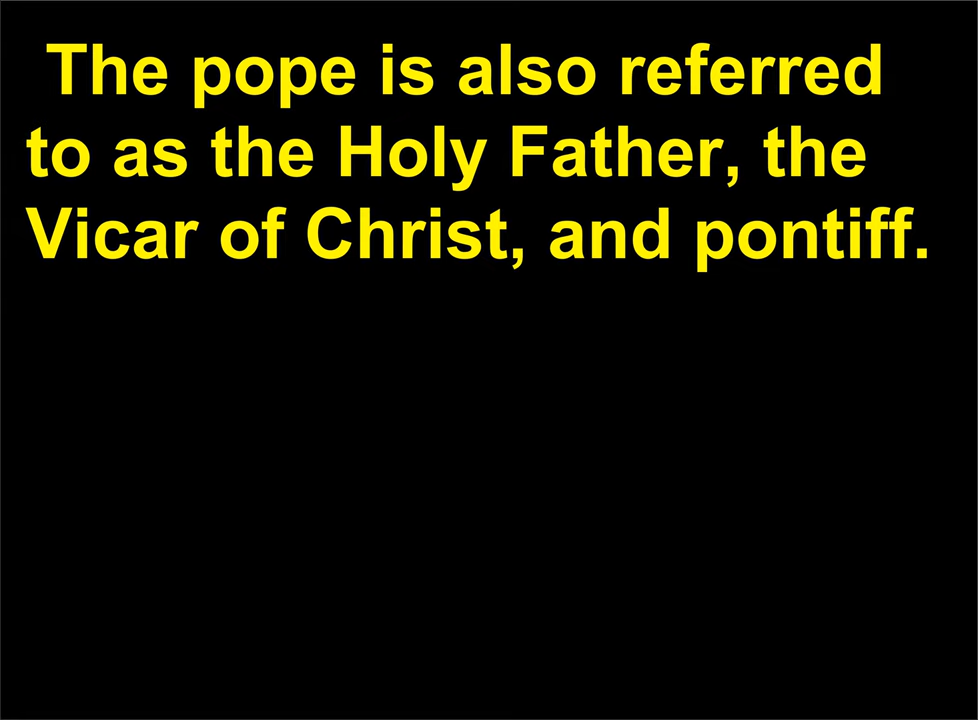 The pope is also referred
to as the Holy Father, the
Vicar of Christ, and pontiff.